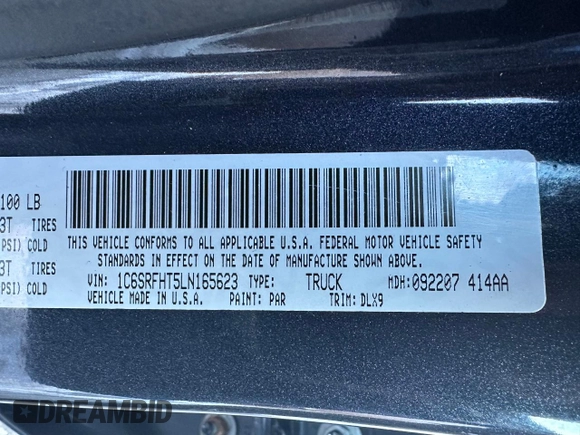 100 LB
3T TIRES
PSI) COLD
3T TIRES
PSI) COLD
THIS VEHICLE CONFORMS TO ALL APPLICABLE U.S.A. FEDERAL MOTOR VEHICLE SAFETY
STANDARDS IN EFFECT ON THE DATE OF MANUFACTURE SHOWN ABOVE.
VIN: 1C6SRFHT5LN165623 TYPE: TRUCK MDH: 092207 414AA
VEHICLE MADE IN U.S.A. PAINT: PAR TRIM: DLX9
DREAMBID